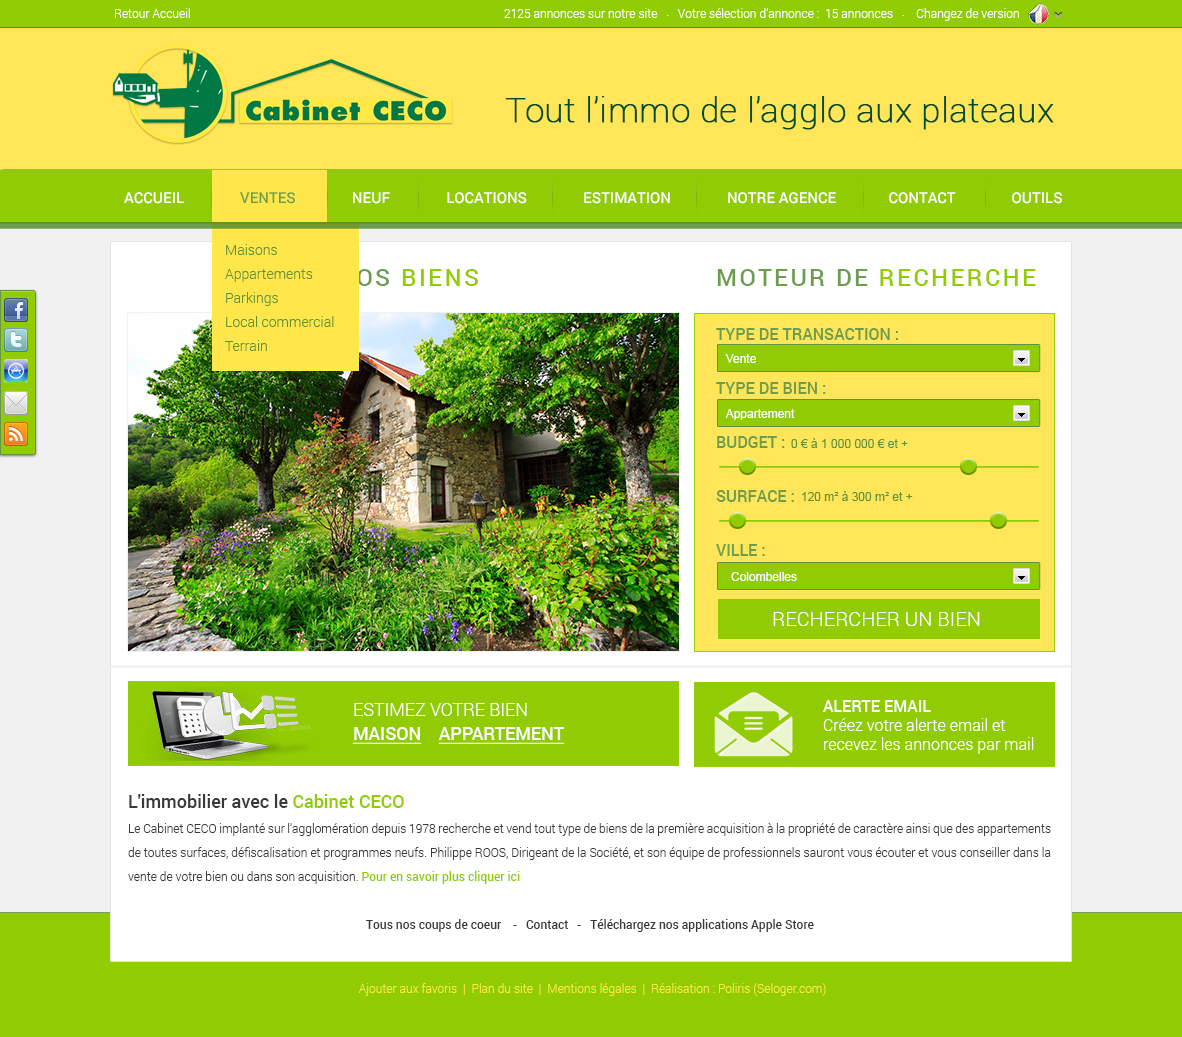 Retour Accueil
2125 annonces sur notre site · Votre sélection d'annonce : 15 annonces · Changez de version
Cabinet CECO
Tout l'immo de l'agglo aux plateaux
ACCUEIL VENTES NEUF LOCATIONS ESTIMATION NOTRE AGENCE CONTACT OUTILS
Maisons
Appartements
Parkings
Local commercial
Terrain
OS BIENS
MOTEUR DE RECHERCHE
TYPE DE TRANSACTION :
Vente
TYPE DE BIEN :
Appartement
BUDGET : 0 € à 1 000 000 € et +
SURFACE : 120 m² à 300 m² et +
VILLE :
Colombelles
RECHERCHER UN BIEN
ESTIMEZ VOTRE BIEN
MAISON APPARTEMENT
ALERTE EMAIL
Créez votre alerte email et
recevez les annonces par mail
L'immobilier avec le Cabinet CECO
Le Cabinet CECO implanté sur l'agglomération depuis 1978 recherche et vend tout type de biens de la première acquisition à la propriété de caractère ainsi que des appartements
de toutes surfaces, défiscalisation et programmes neufs. Philippe ROOS, Dirigeant de la Société, et son équipe de professionnels sauront vous écouter et vous conseiller dans la
vente de votre bien ou dans son acquisition. Pour en savoir plus cliquer ici
Tous nos coups de coeur - Contact - Téléchargez nos applications Apple Store
Ajouter aux favoris | Plan du site | Mentions légales | Réalisation : Poliris (Seloger.com)